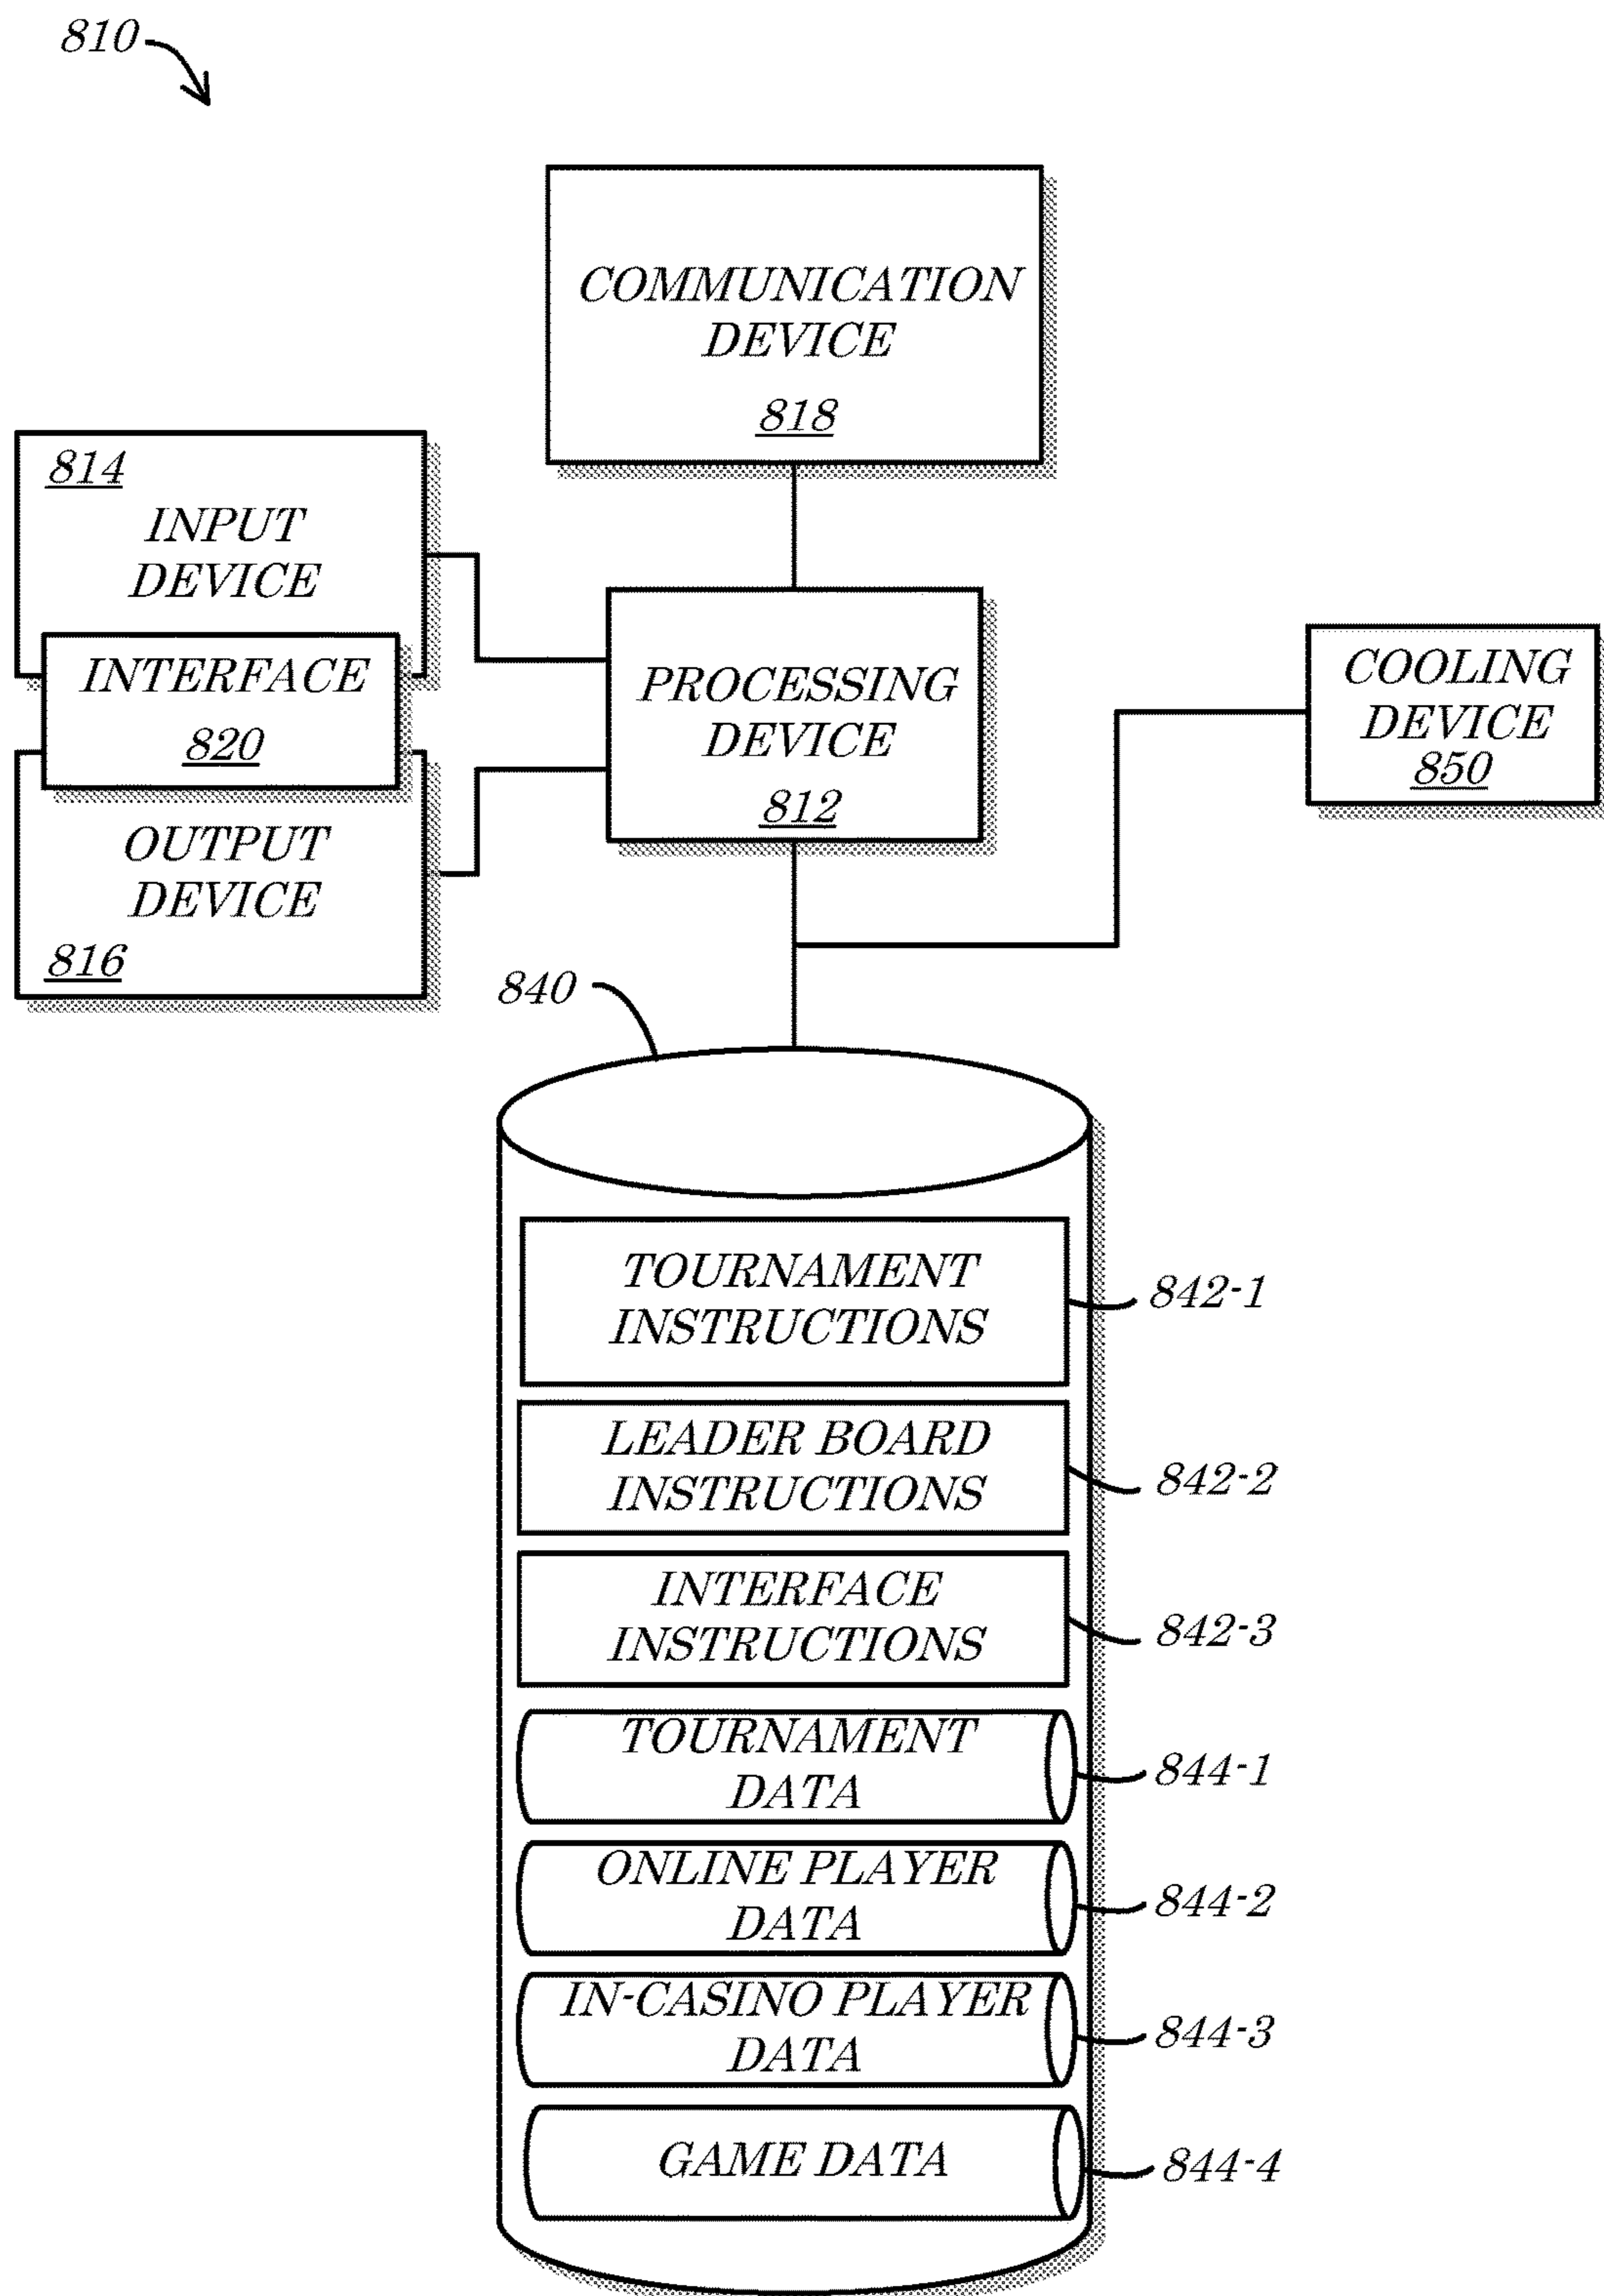 810
COMMUNICATION
DEVICE
818
814
INPUT
DEVICE
INTERFACE
820
OUTPUT
DEVICE
816
PROCESSING
DEVICE
812
COOLING
DEVICE
850
840
TOURNAMENT
INSTRUCTIONS
842-1
LEADER BOARD
INSTRUCTIONS
842-2
INTERFACE
INSTRUCTIONS
842-3
TOURNAMENT
DATA
844-1
ONLINE PLAYER
DATA
844-2
IN-CASINO PLAYER
DATA
844-3
GAME DATA
844-4